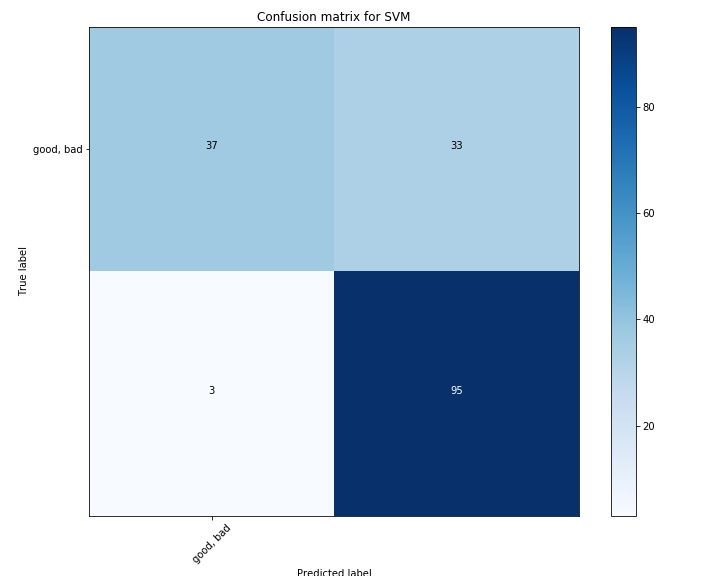 Confusion matrix for SVM
good, bad
37
33
3
95
True label
good, bad
Predicted label
80
60
40
20